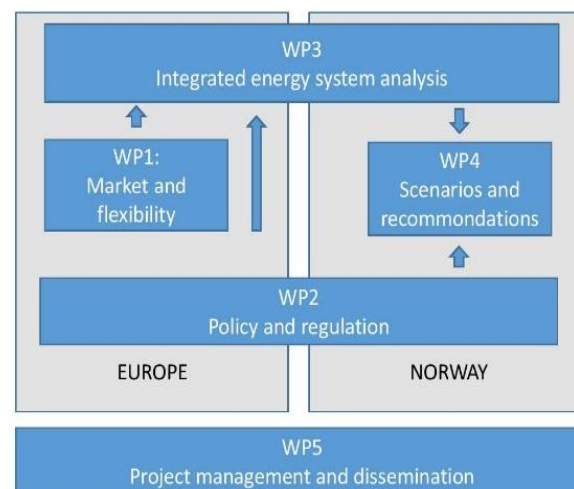 WP3
Integrated energy system analysis
WP1:
Market and
flexibility
WP4
Scenarios and
recommondations
WP2
Policy and regulation
EUROPE
NORWAY
WP5
Project management and dissemination